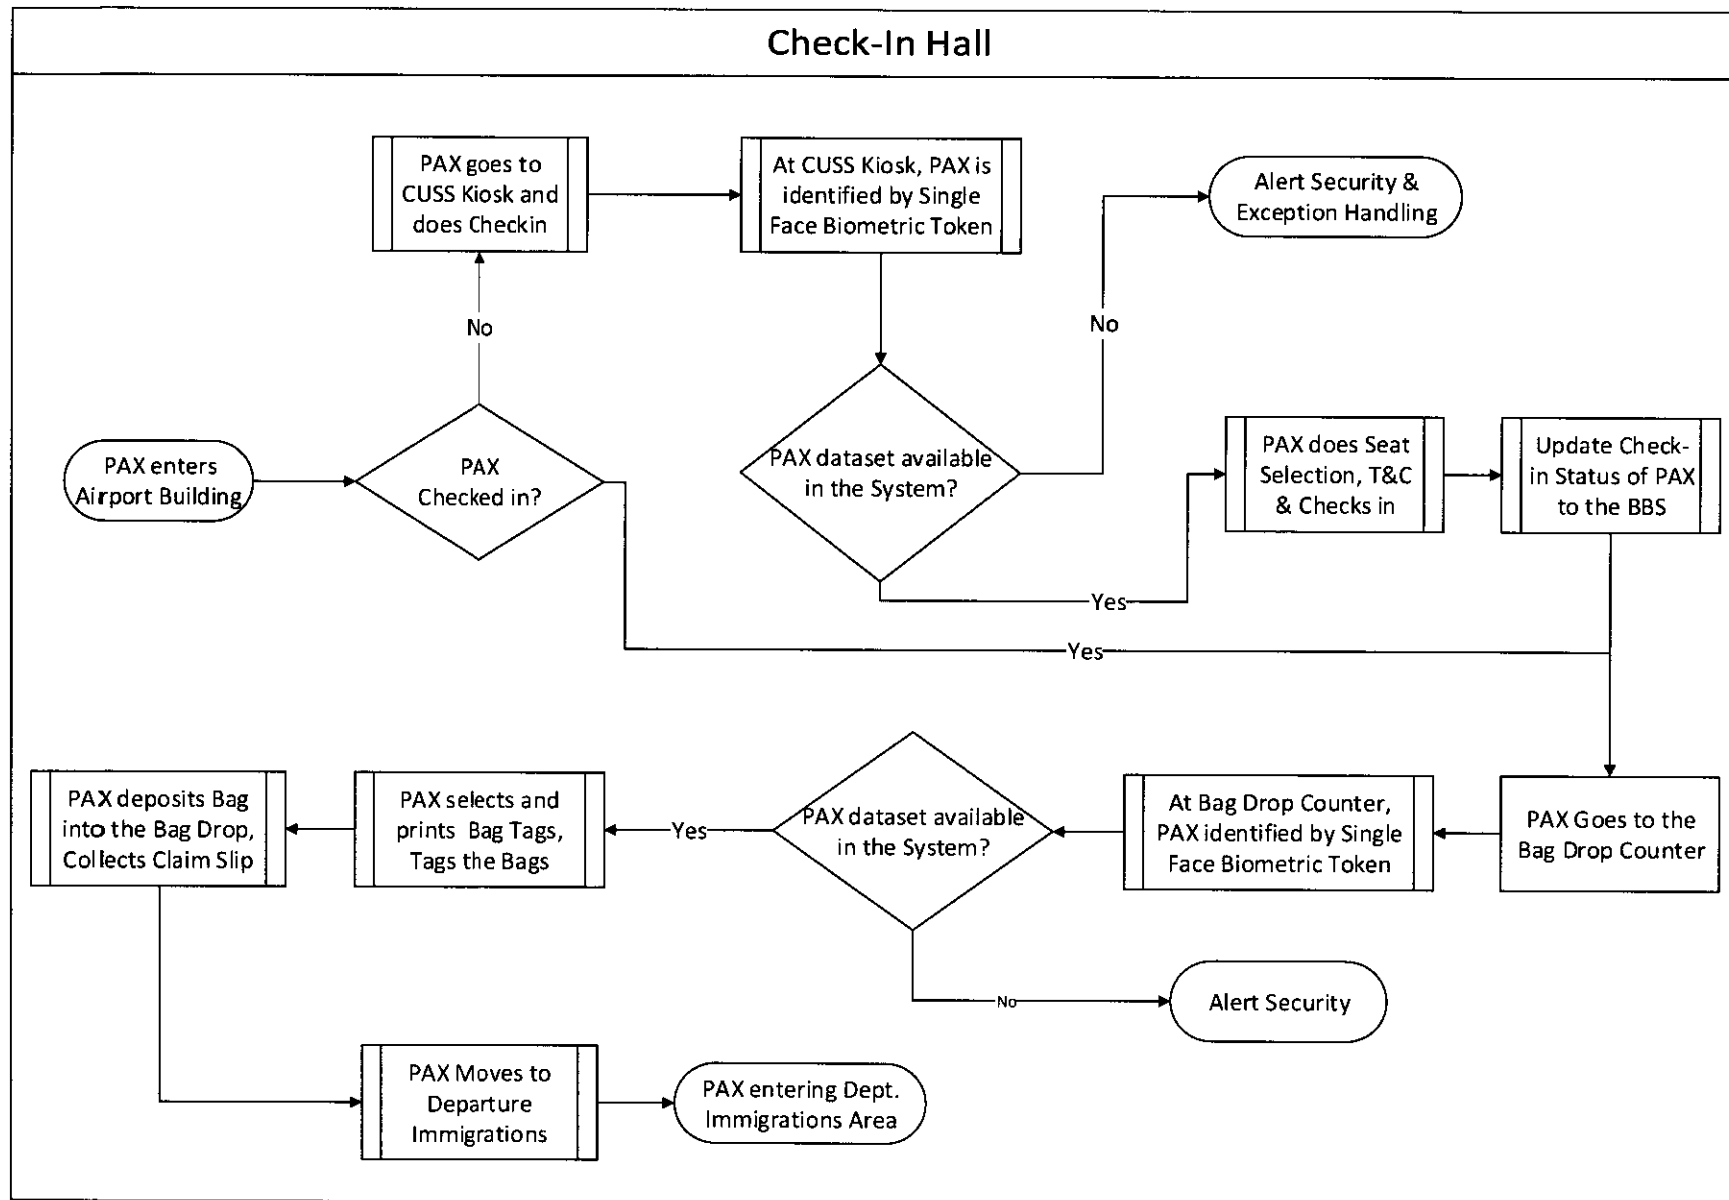 Check-In Hall
PAX goes to
CUSS Kiosk and
does Checkin
At CUSS Kiosk, PAX is
identified by Single
Face Biometric Token
Alert Security &
Exception Handling
No
No
PAX enters
Airport Building
PAX
Checked in?
PAX dataset available
in the System?
PAX does Seat
Selection, T&C
& Checks in
Update Check-
in Status of PAX
to the BBS
Yes
Yes
PAX deposits Bag
into the Bag Drop,
Collects Claim Slip
PAX selects and
prints Bag Tags,
Tags the Bags
Yes
PAX dataset available
in the System?
At Bag Drop Counter,
PAX identified by Single
Face Biometric Token
PAX Goes to the
Bag Drop Counter
No
Alert Security
PAX Moves to
Departure
Immigrations
PAX entering Dept.
Immigrations Area